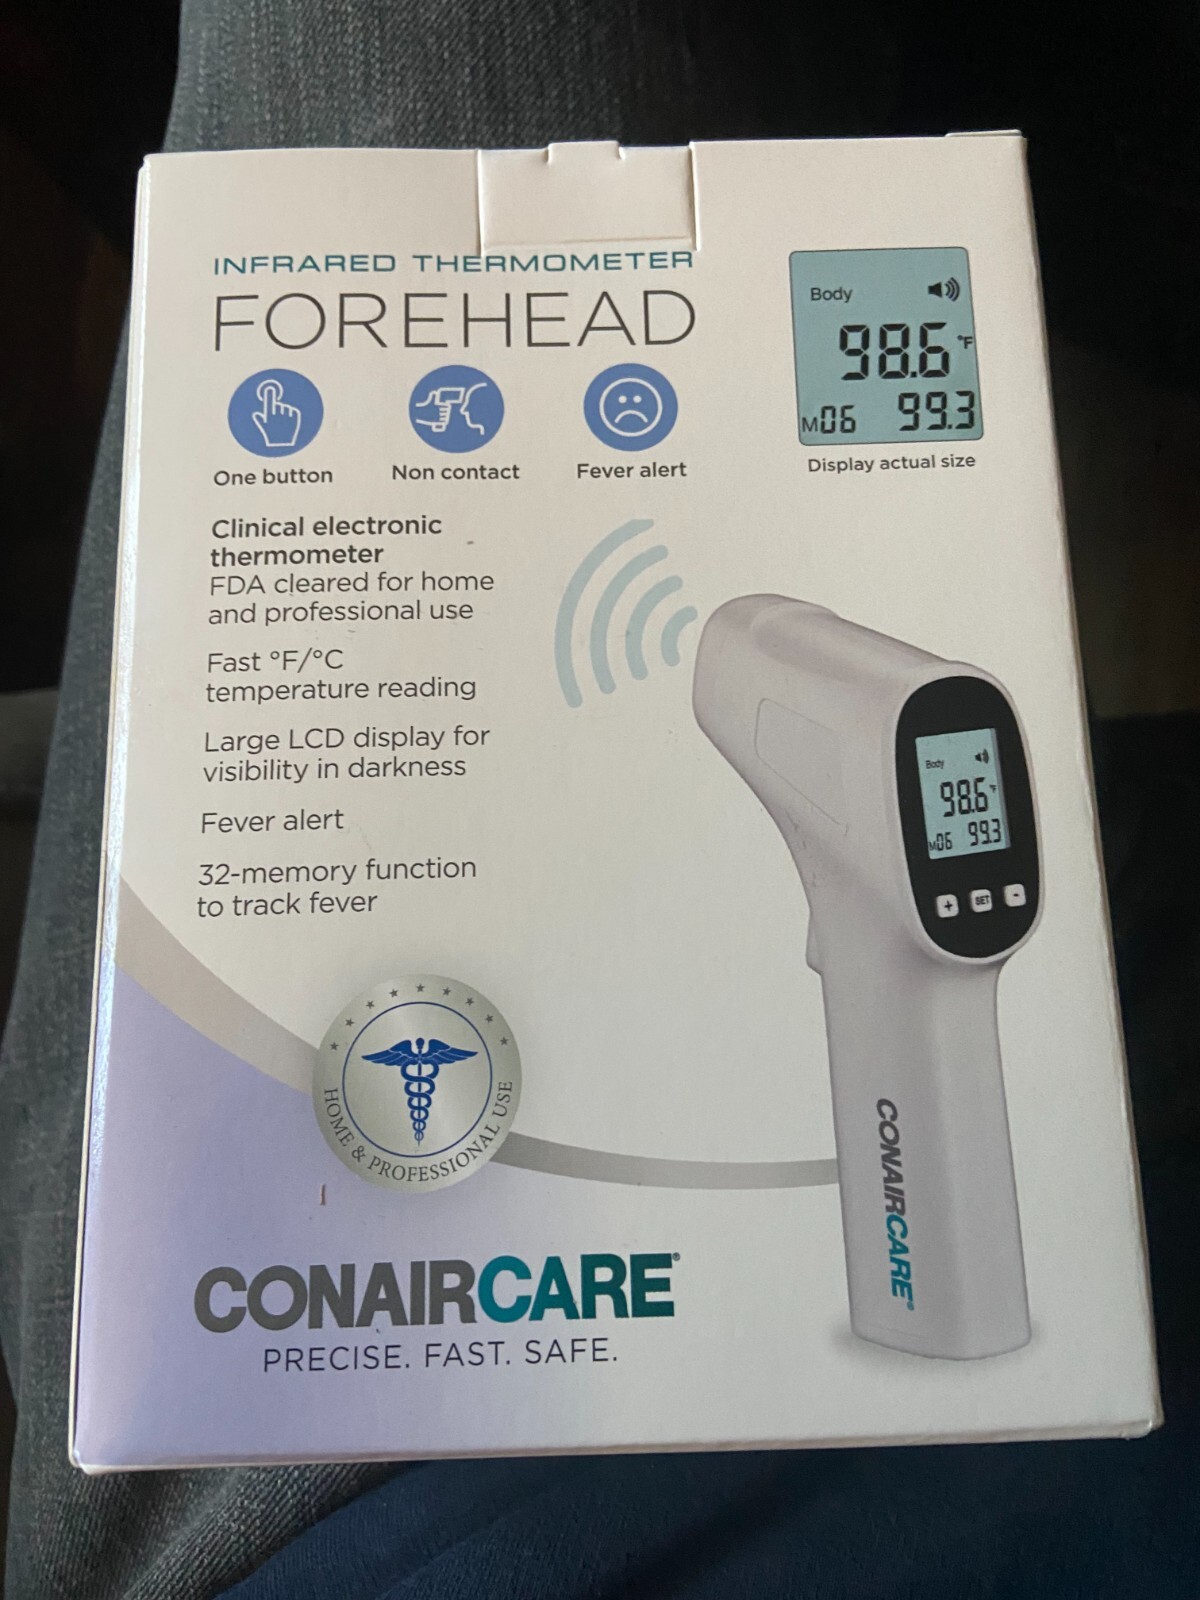 INFRARED THERMOMETER
FOREHEAD
One button
Non contact
Fever alert
Body
98.6 °F
M06 99.3
Display actual size
Clinical electronic
thermometer
FDA cleared for home
and professional use
Fast °F/°C
temperature reading
Large LCD display for
visibility in darkness
Fever alert
32-memory function
to track fever
Body
98.6 °F
M06 99.3
+ SET -
CONAIRCARE®
HOME & PROFESSIONAL USE
CONAIRCARE®
PRECISE. FAST. SAFE.